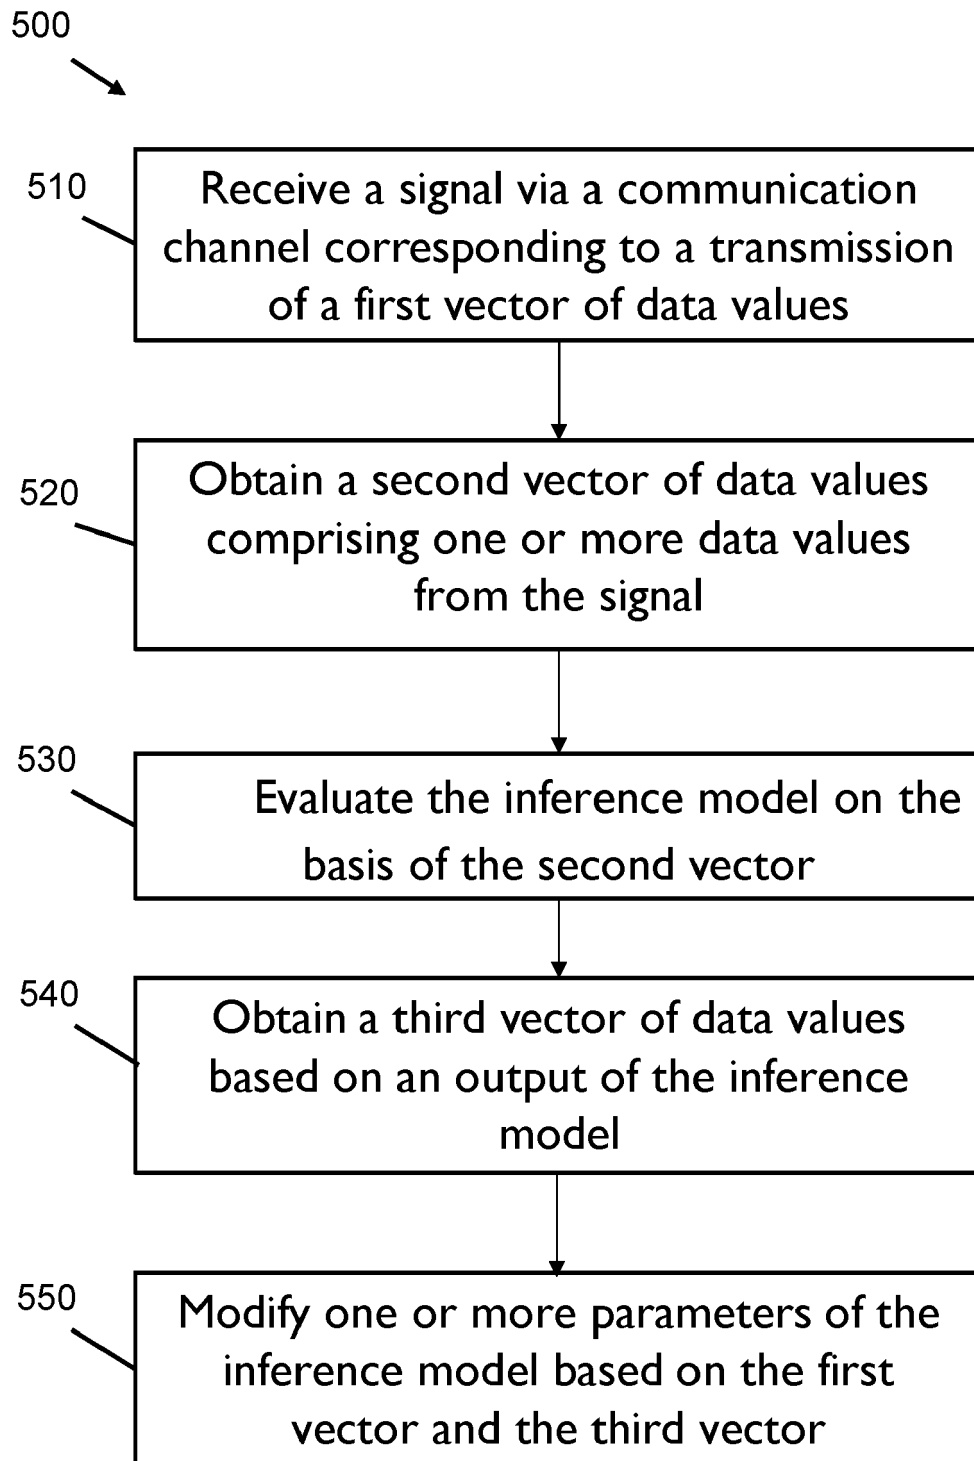 500
510
Receive a signal via a communication
channel corresponding to a transmission
of a first vector of data values
520
Obtain a second vector of data values
comprising one or more data values
from the signal
530
Evaluate the inference model on the
basis of the second vector
540
Obtain a third vector of data values
based on an output of the inference
model
550
Modify one or more parameters of the
inference model based on the first
vector and the third vector